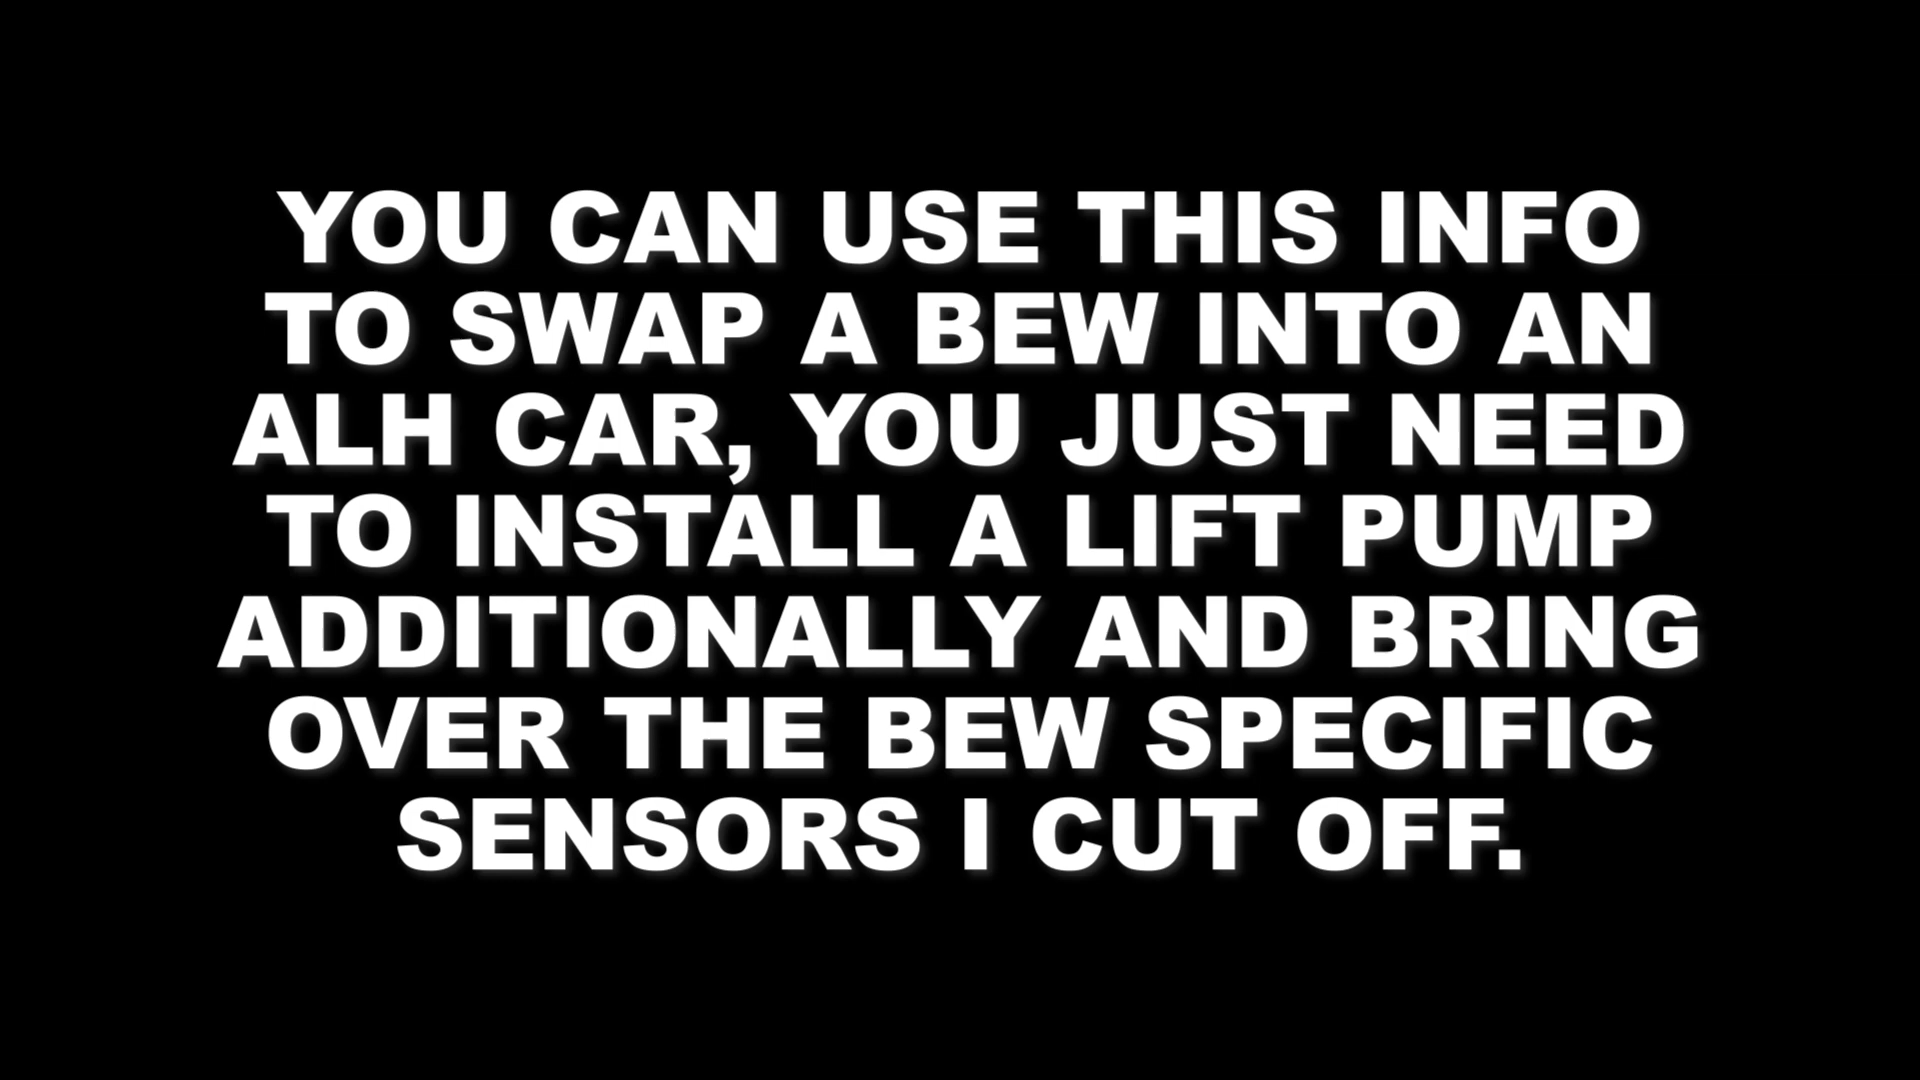 YOU CAN USE THIS INFO
TO SWAP A BEW INTO AN
ALH CAR, YOU JUST NEED
TO INSTALL A LIFT PUMP
ADDITIONALLY AND BRING
OVER THE BEW SPECIFIC
SENSORS I CUT OFF.